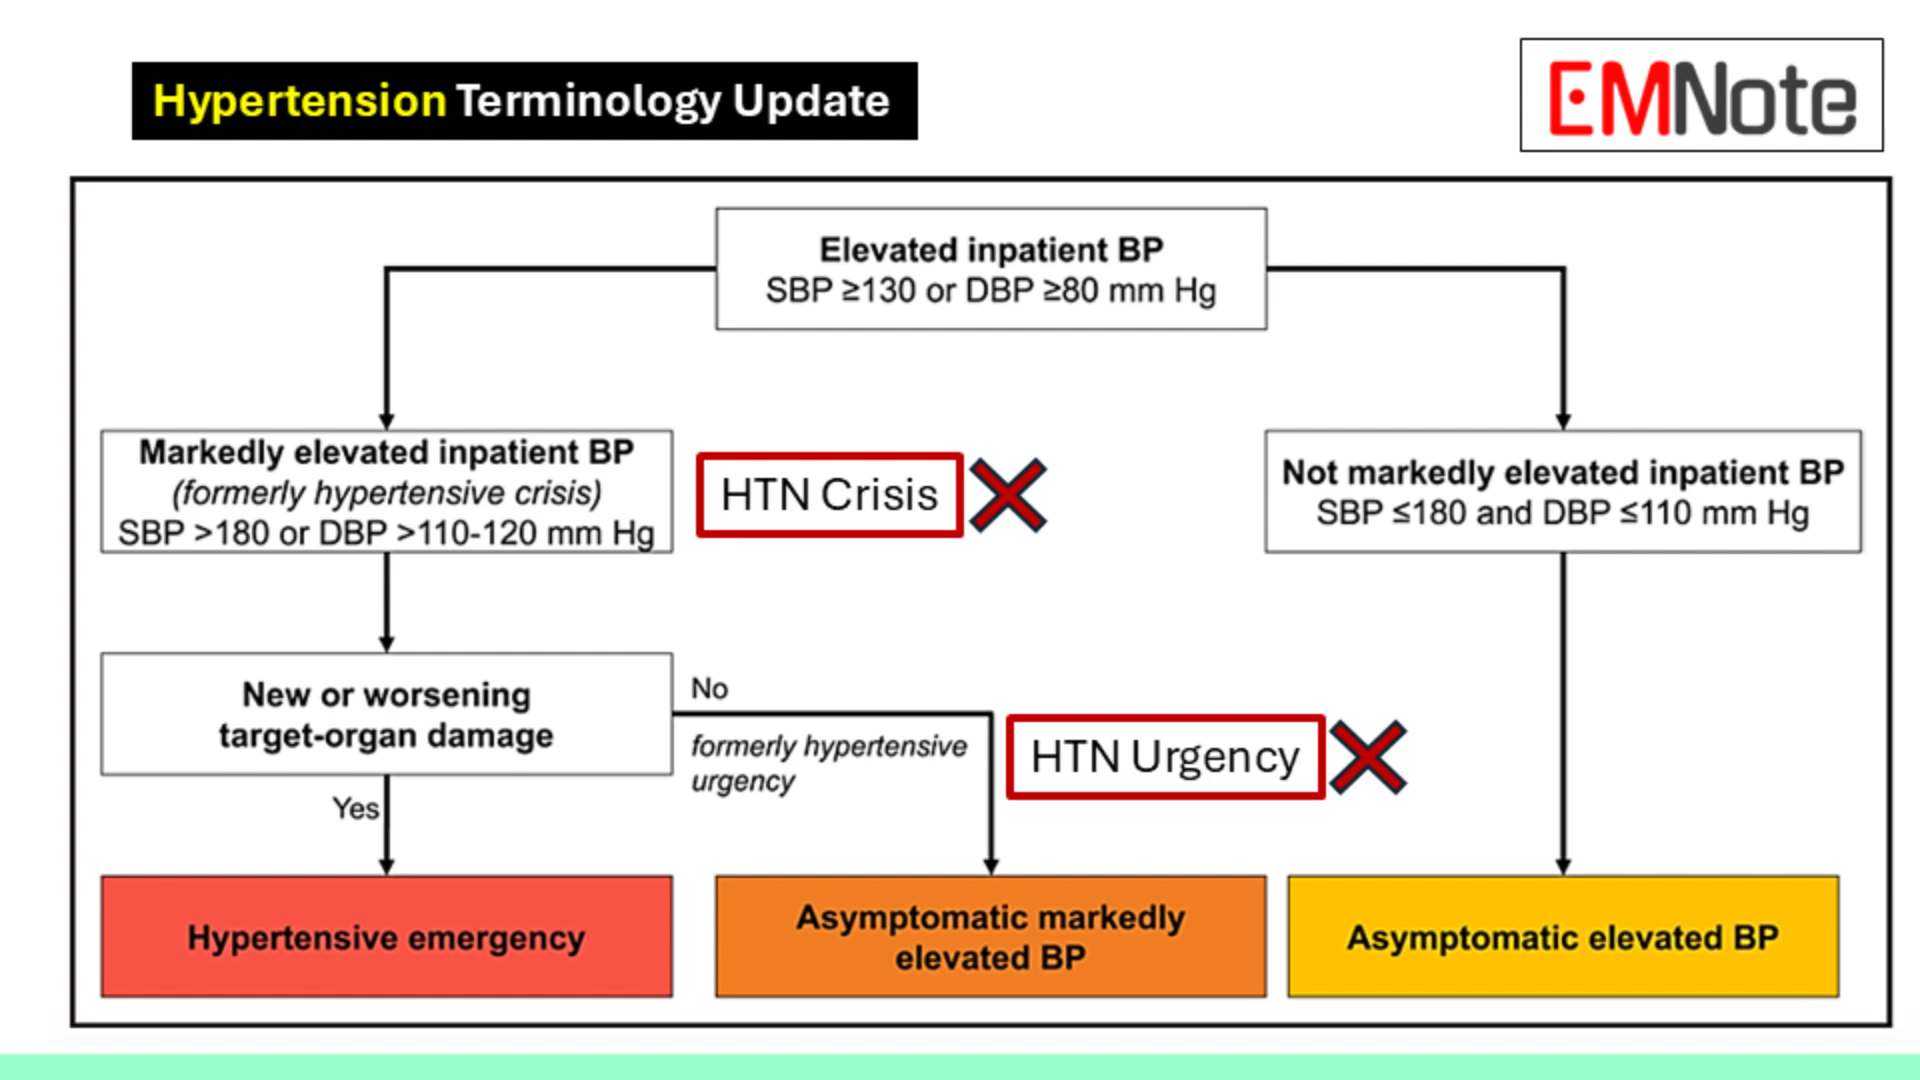 Hypertension Terminology Update
EMNote
Elevated inpatient BP
SBP ≥130 or DBP ≥80 mm Hg
Markedly elevated inpatient BP
(formerly hypertensive crisis)
SBP >180 or DBP >110-120 mm Hg
HTN Crisis
Not markedly elevated inpatient BP
SBP ≤180 and DBP ≤110 mm Hg
New or worsening
target-organ damage
No
formerly hypertensive
urgency
HTN Urgency
Yes
Hypertensive emergency
Asymptomatic markedly
elevated BP
Asymptomatic elevated BP